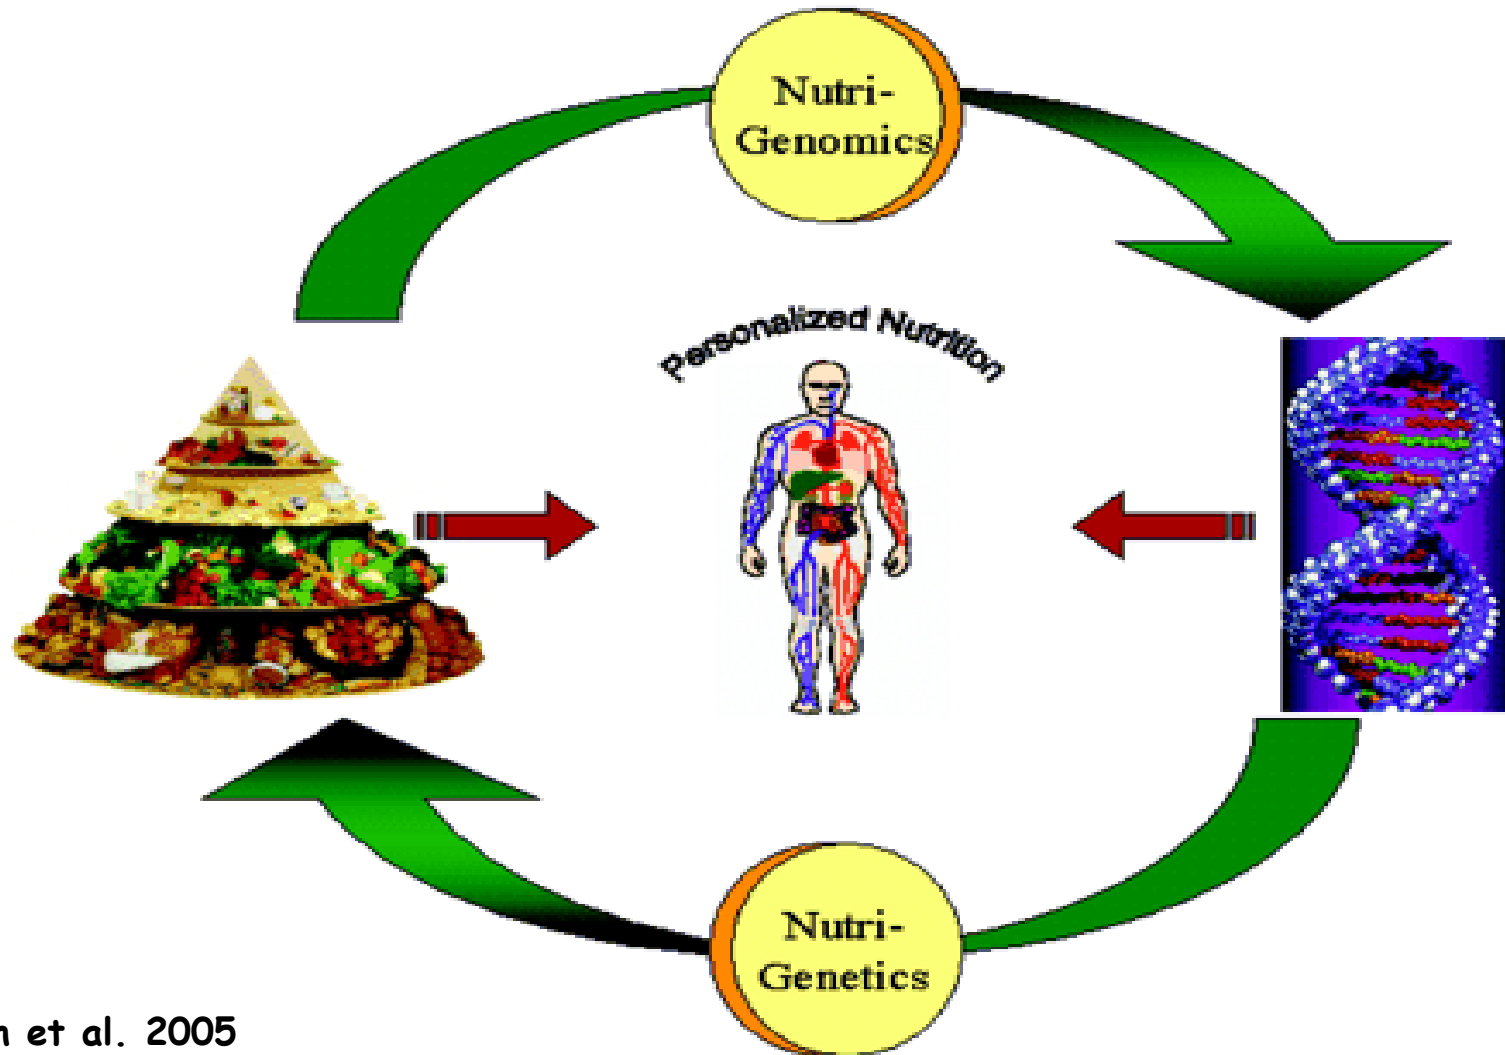 Nutri-
Genomics
Personalized Nutrition
Nutri-
Genetics
et al. 2005